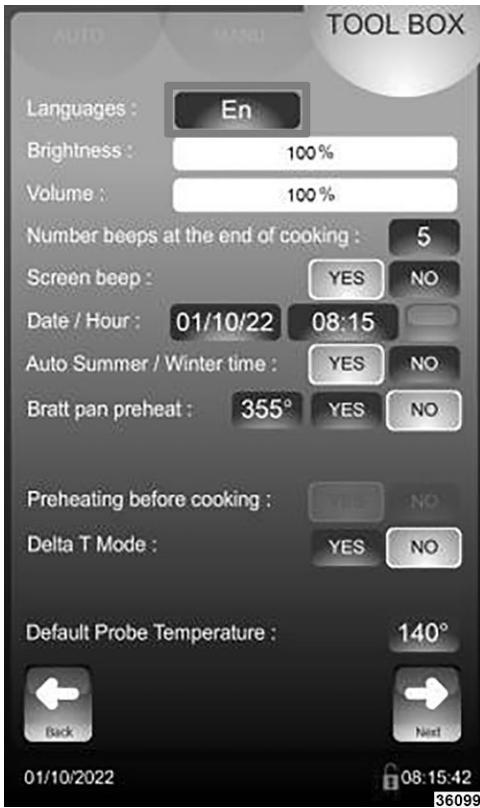 AUTO MANU TOOL BOX
Languages : En
Brightness : 100 %
Volume : 100 %
Number beeps at the end of cooking : 5
Screen beep : YES NO
Date / Hour : 01/10/22 08:15
Auto Summer / Winter time : YES NO
Bratt pan preheat : 355° YES NO
Preheating before cooking : YES NO
Delta T Mode : YES NO
Default Probe Temperature : 140°
Back Next
01/10/2022 08:15:42
36099